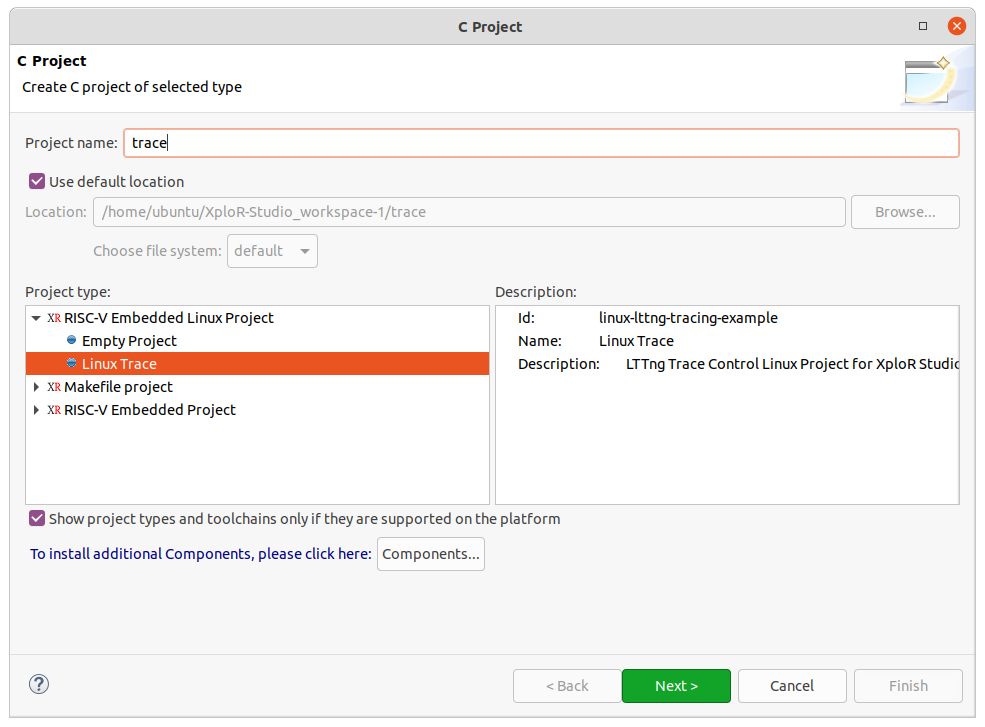 C Project
C Project
Create C project of selected type
Project name: trace
Use default location
Location: /home/ubuntu/XploR-Studio_workspace-1/trace Browse...
Choose file system: default
Project type:
XR RISC-V Embedded Linux Project
Empty Project
Linux Trace
XR Makefile project
XR RISC-V Embedded Project
Description:
Id: linux-lttng-tracing-example
Name: Linux Trace
Description: LTTng Trace Control Linux Project for XploR Studio
Show project types and toolchains only if they are supported on the platform
To install additional Components, please click here: Components...
? < Back Next > Cancel Finish